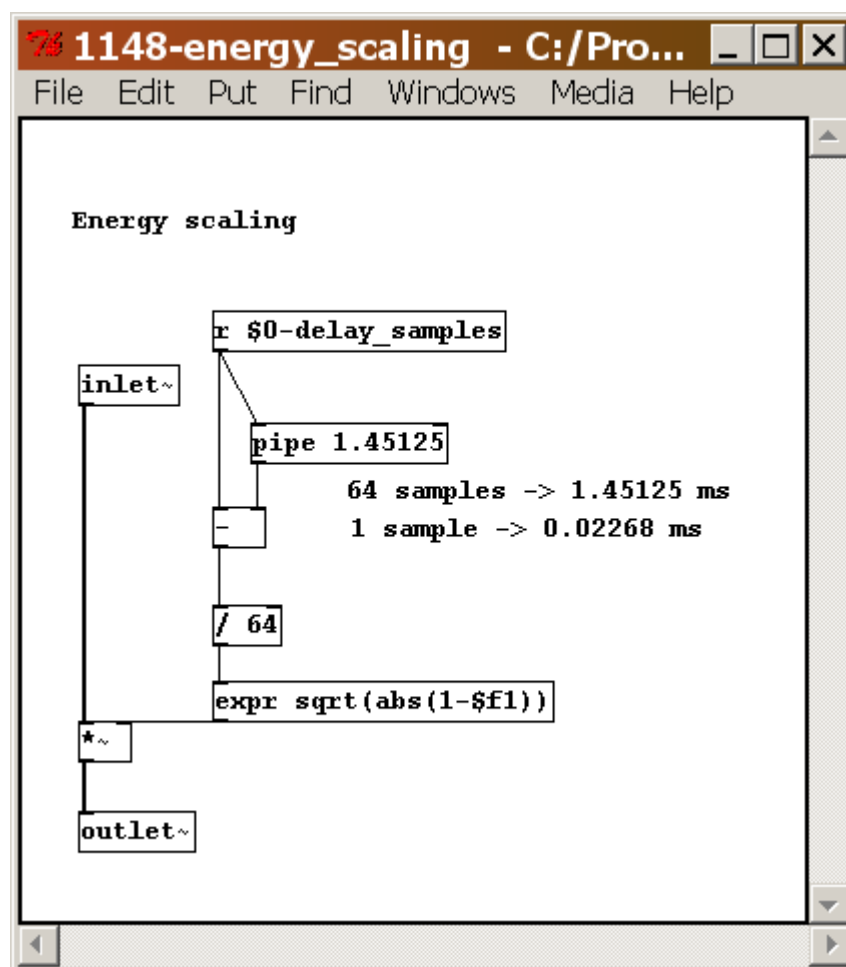 1148-energy_scaling - C:/Pro...
File Edit Put Find Windows Media Help
Energy scaling
r $0-delay_samples
inlet~
pipe 1.45125
64 samples -> 1.45125 ms
-
1 sample -> 0.02268 ms
/ 64
expr sqrt(abs(1-$f1))
*~
outlet~